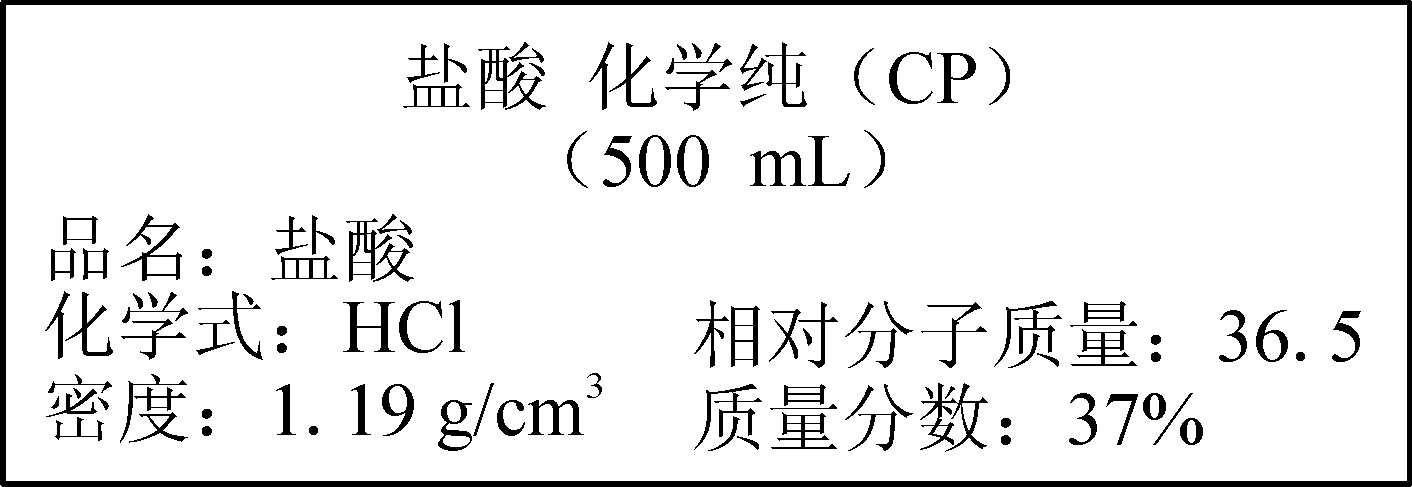 盐酸 化学纯（CP）
（500 mL）
品名：盐酸
化学式：HCl 相对分子质量：36. 5
密度：1. 19 g/cm³ 质量分数：37%